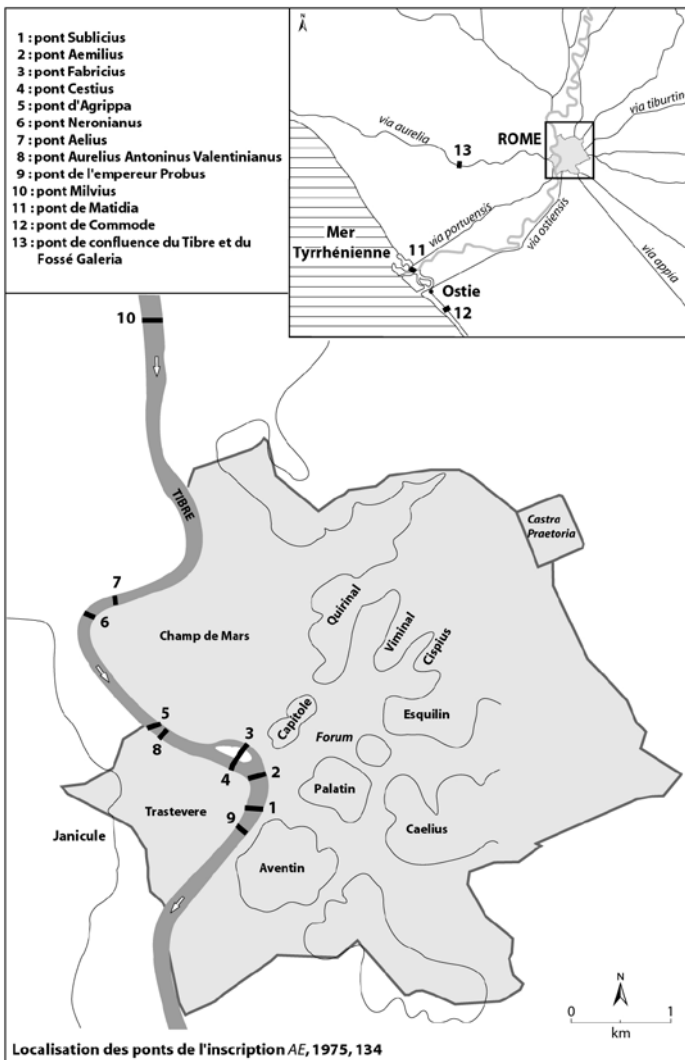 1 : pont Sublicius
2 : pont Aemilius
3 : pont Fabricius
4 : pont Cestius
5 : pont d'Agrippa
6 : pont Neronianus
7 : pont Aelius
8 : pont Aurelius Antoninus Valentinianus
9 : pont de l'empereur Probus
10 : pont Milvius
11 : pont de Matidia
12 : pont de Commode
13 : pont de confluence du Tibre et du
Fossé Galeria
N
via tiburtin
via aurelia
ROME
13
via portuensis
via ostiensis
Mer
Tyrrhénienne
11
via appia
Ostie
12
10
TIBRE
Castra
Praetoria
7
6
Champ de Mars
Quirinal
Viminal
Cispius
5
8
Capitole
Esquilin
3
4
Forum
2
Palatin
Trastevere
1
9
Janicule
Caelius
Aventin
N
0
1
km
Localisation des ponts de l'inscription AE, 1975, 134